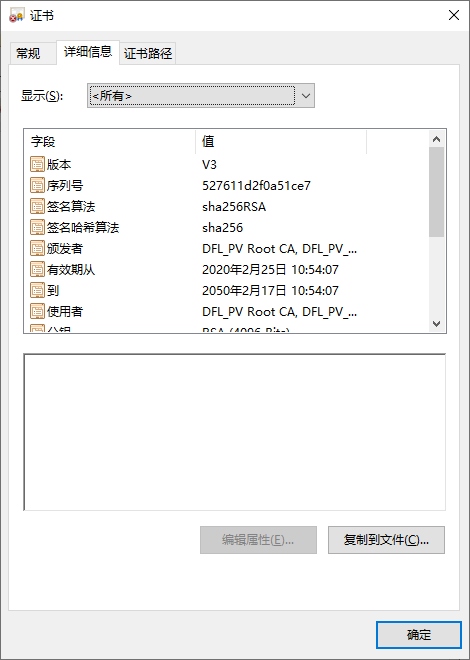 证书
常规 详细信息 证书路径
显示(S): <所有>
字段 值
版本 V3
序列号 527611d2f0a51ce7
签名算法 sha256RSA
签名哈希算法 sha256
颁发者 DFL_PV Root CA, DFL_PV_...
有效期从 2020年2月25日 10:54:07
到 2050年2月17日 10:54:07
使用者 DFL_PV Root CA, DFL_PV_...
公钥 RSA (4096 Bits)
编辑属性(E)... 复制到文件(C)...
确定